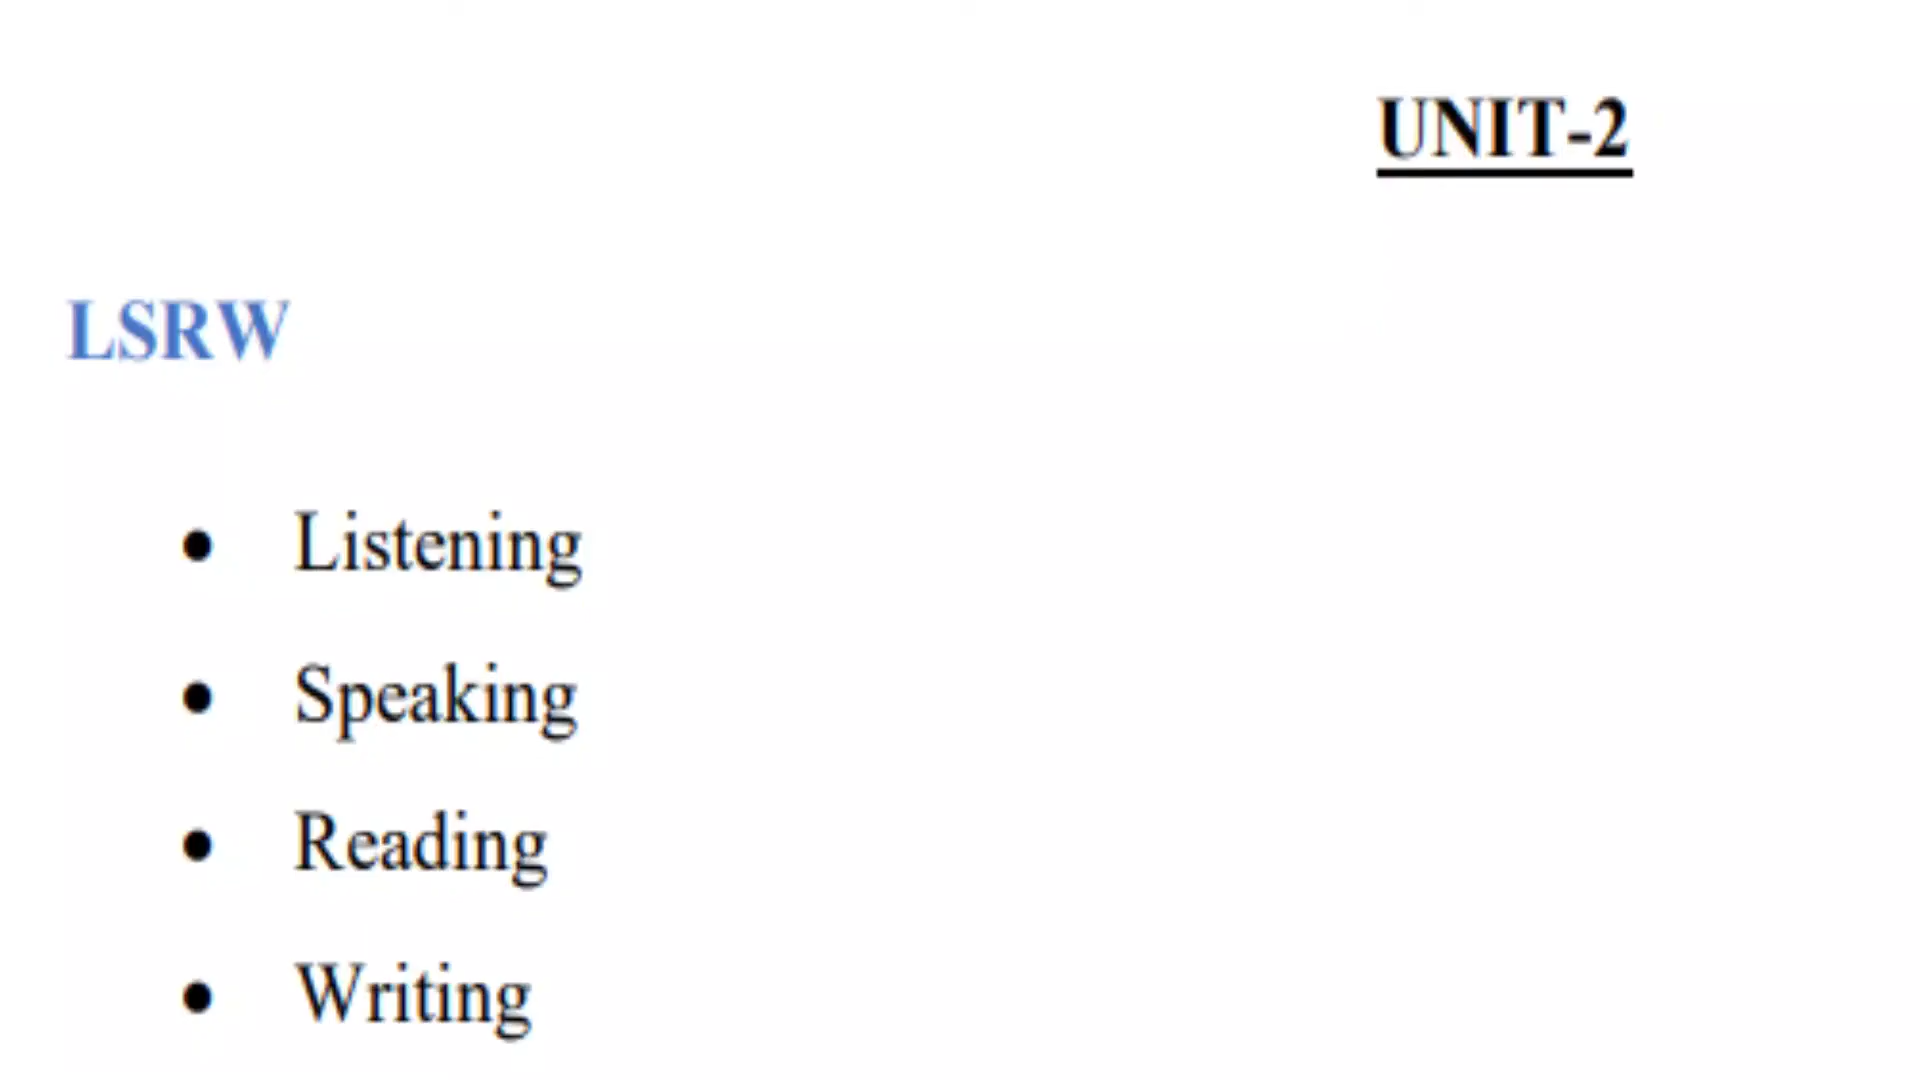 UNIT-2
LSRW
• Listening
• Speaking
• Reading
• Writing